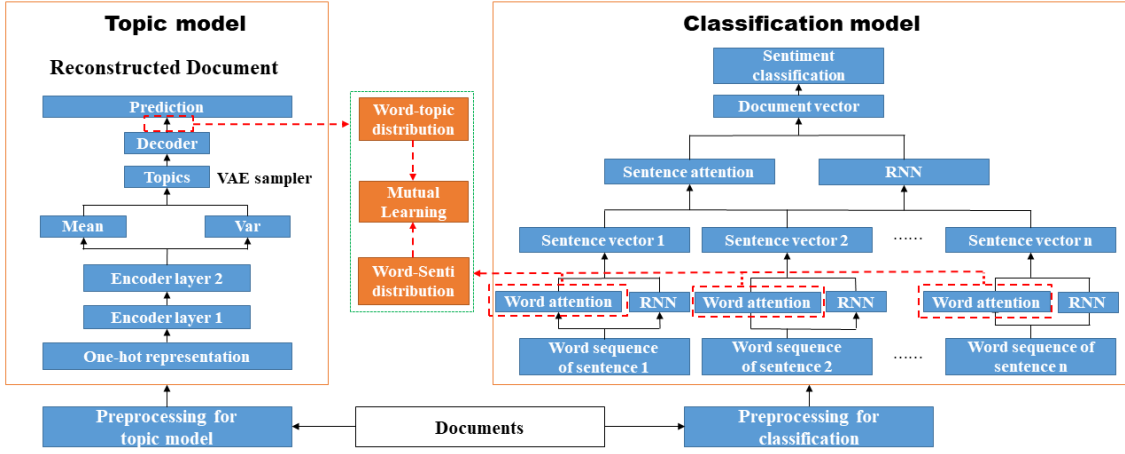 Topic model
Reconstructed Document
Prediction
Decoder
Topics
VAE sampler
Mean
Var
Encoder layer 2
Encoder layer 1
One-hot representation
Preprocessing for
topic model
Word-topic
distribution
Mutual
Learning
Word-Senti
distribution
Documents
Classification model
Sentiment
classification
Document vector
Sentence attention
RNN
Sentence vector 1
Sentence vector 2
......
Sentence vector n
Word attention
RNN
Word attention
RNN
Word attention
RNN
Word sequence
of sentence 1
Word sequence
of sentence 2
......
Word sequence of
sentence n
Preprocessing for
classification